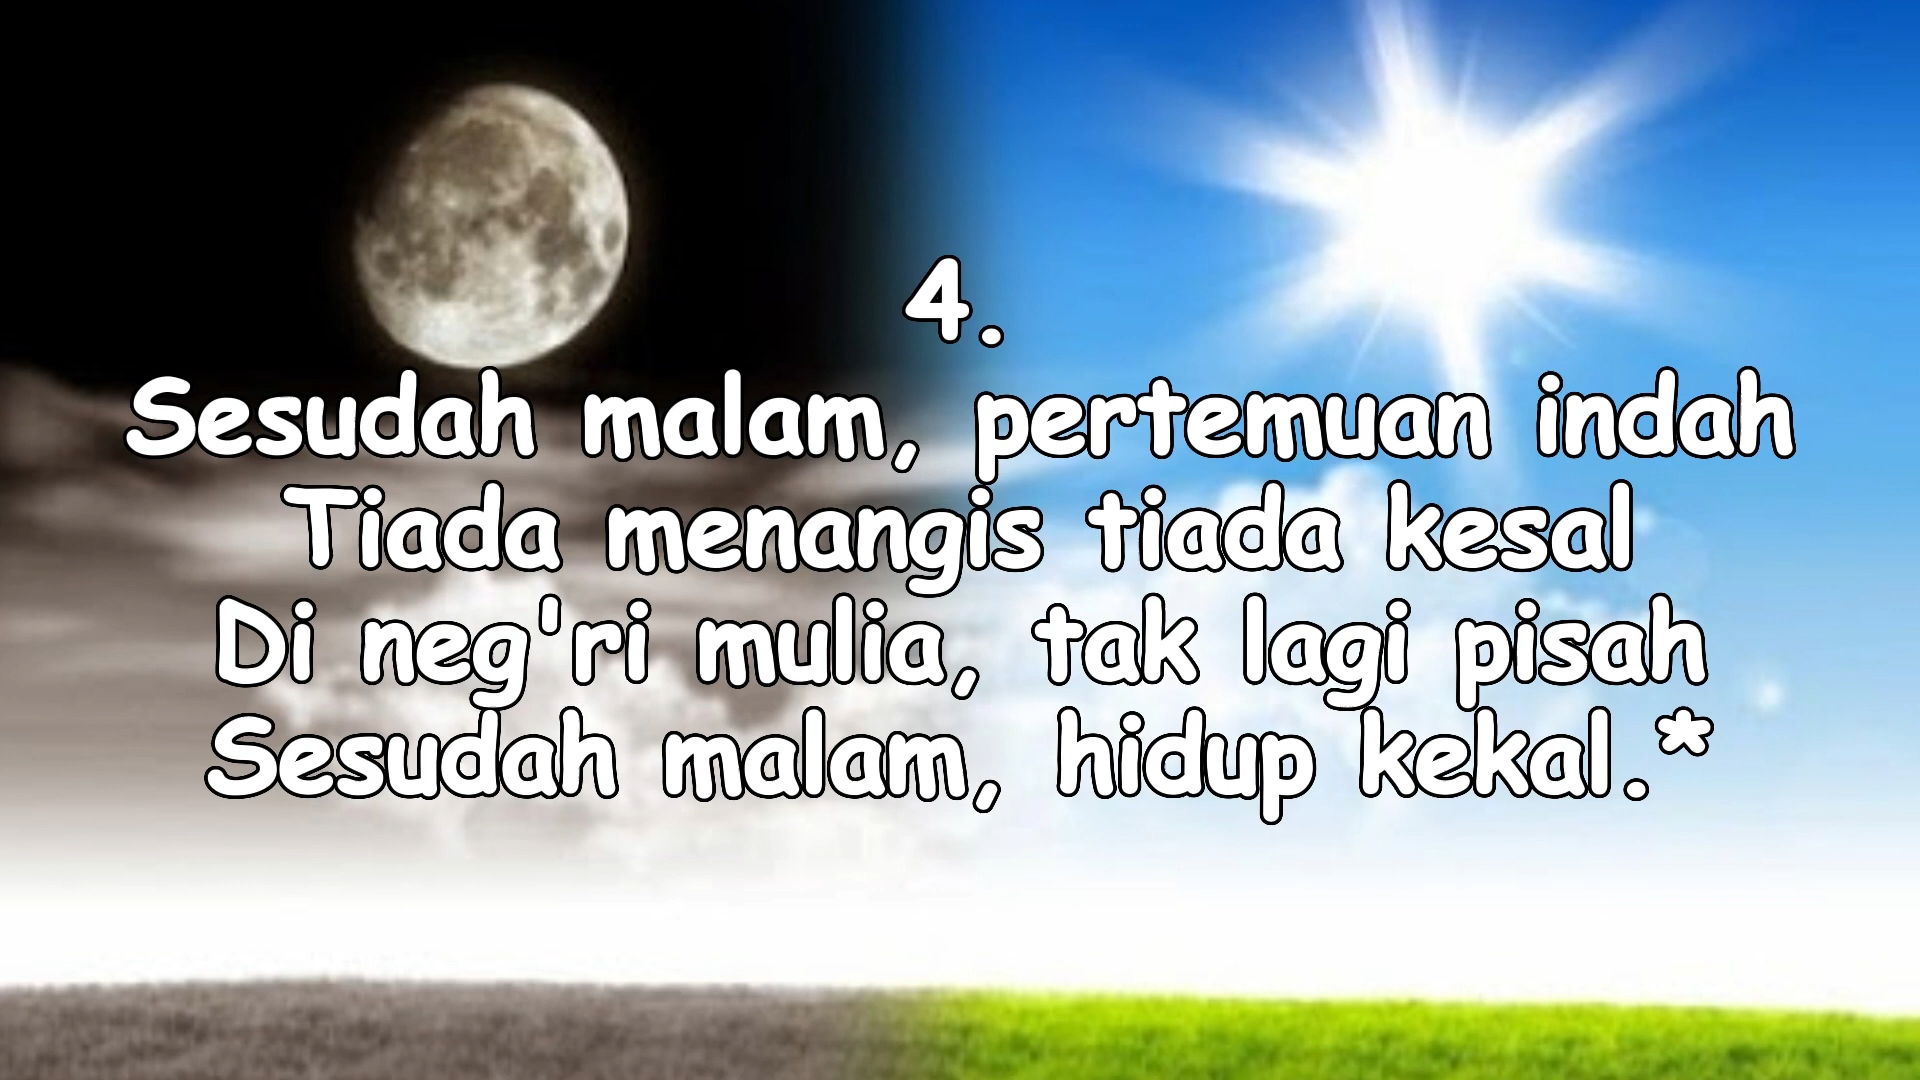 4.
Sesudah malam, pertemuan indah
Tiada menangis tiada kesal
Di neg'ri mulia, tak lagi pisah
Sesudah malam, hidup kekal.*